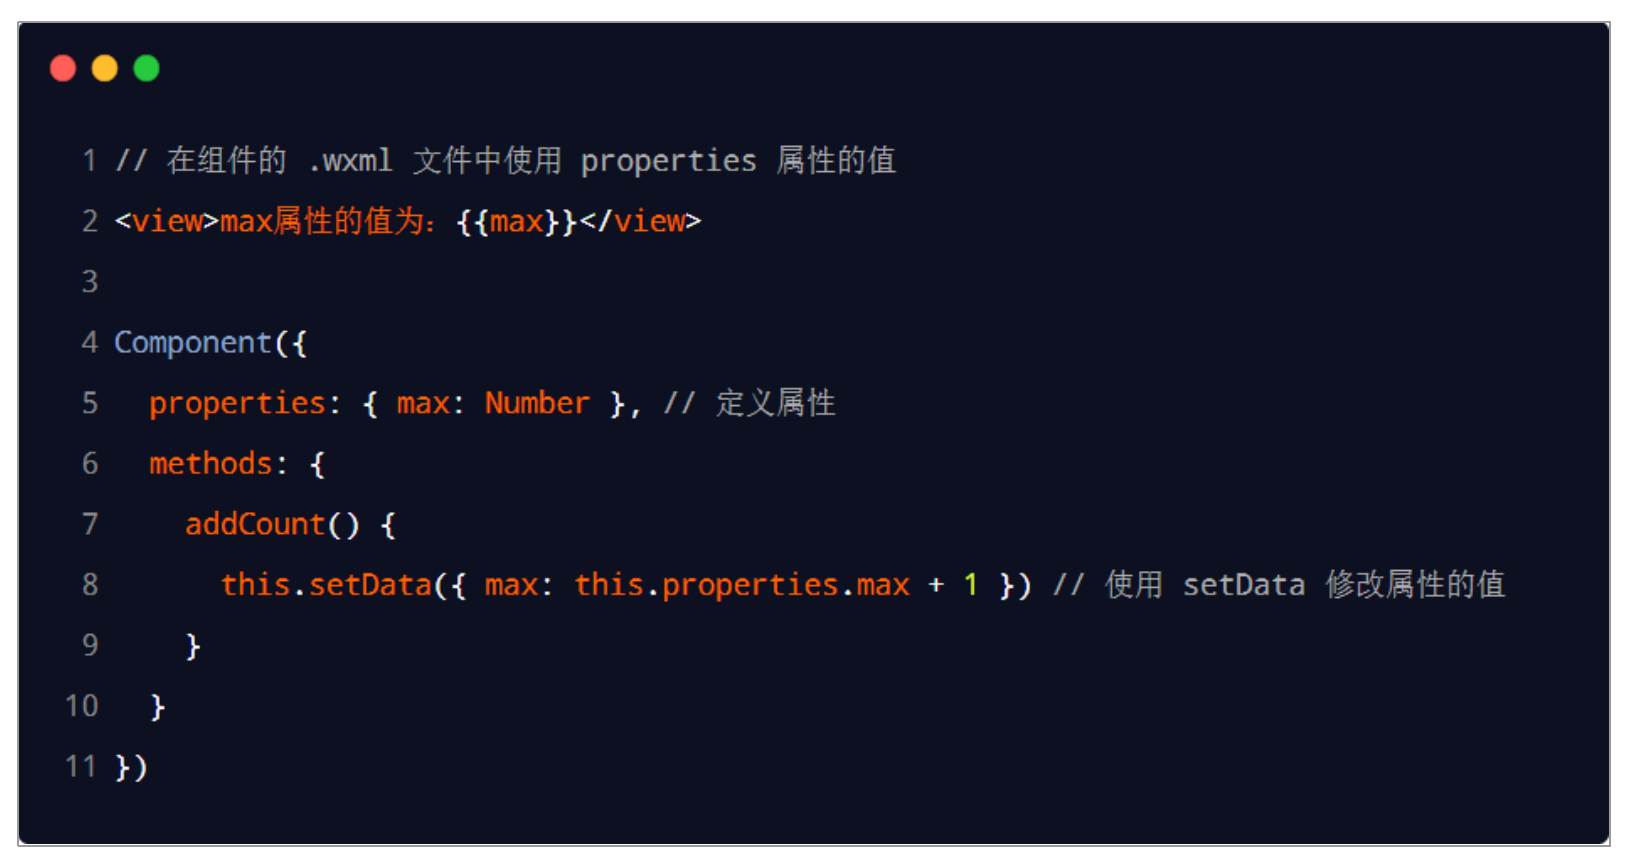 1 // 在组件的 .wxml 文件中使用 properties 属性的值
2 <view>max属性的值为：{{max}}</view>
3
4 Component({
5   properties: { max: Number }, // 定义属性
6   methods: {
7     addCount() {
8       this.setData({ max: this.properties.max + 1 }) // 使用 setData 修改属性的值
9     }
10   }
11 })